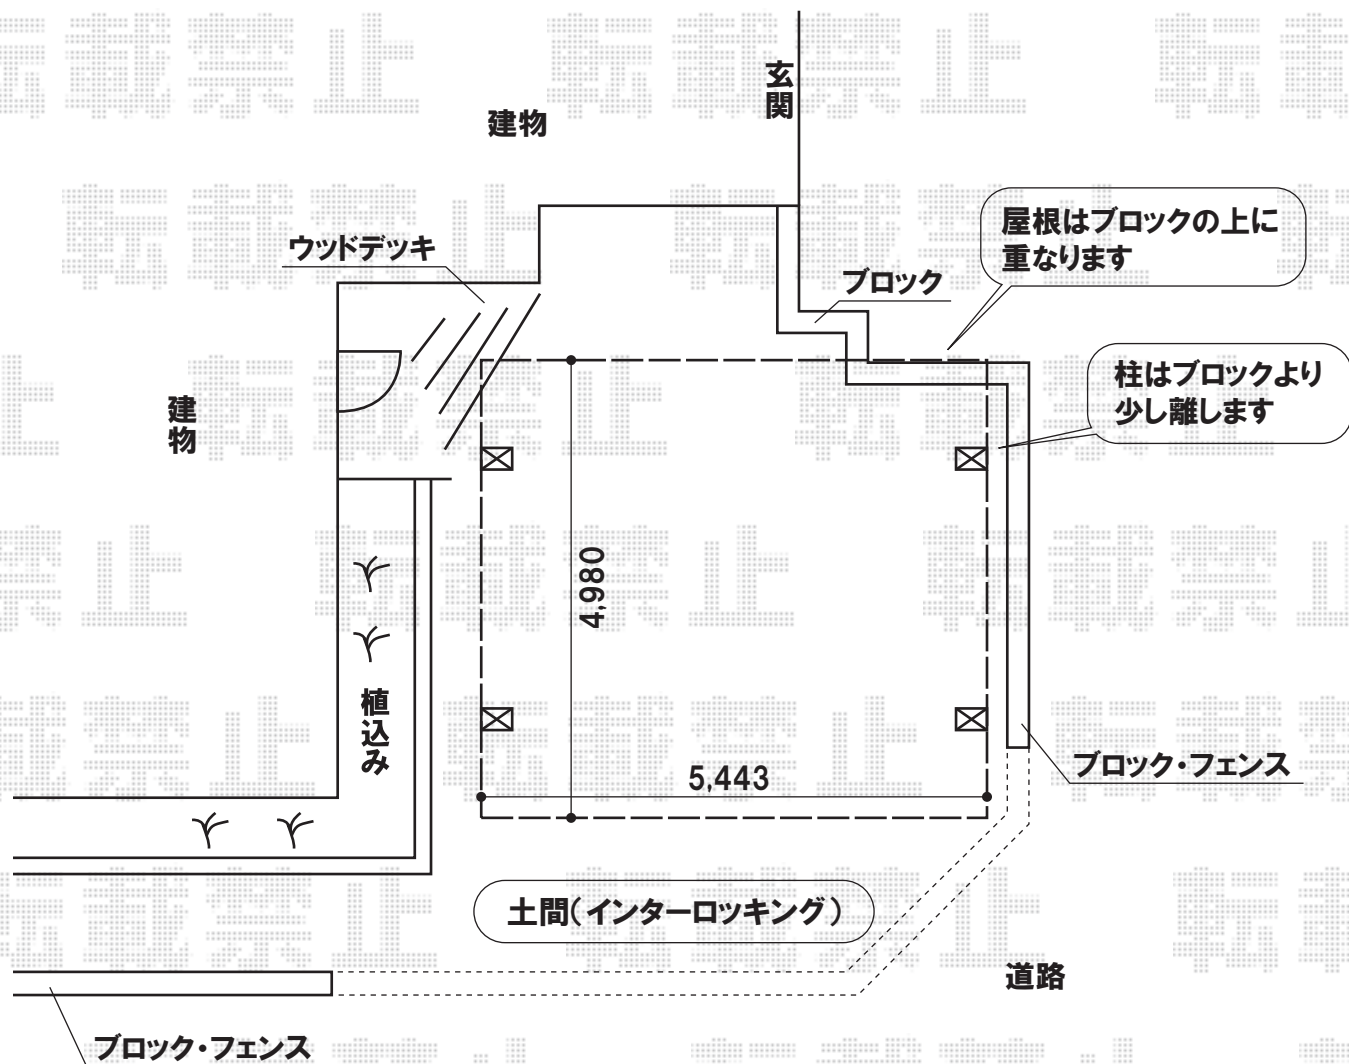 玄関
建物
屋根はブロックの上に
重なります
ウッドデッキ
ブロック
柱はブロックより
少し離します
建物
4,980
植込み
ブロック・フェンス
5,443
土間(インターロッキング)
道路
ブロック・フェンス
転載禁止